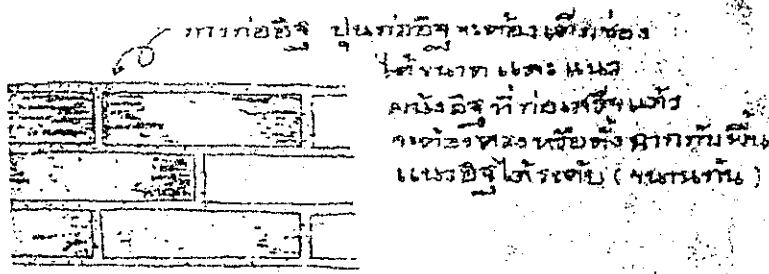 การก่ออิฐ ปูนก่ออิฐจะต้องเต็มช่อง
ได้ขนาด และแนว
ผนังอิฐที่ก่อเสร็จแล้ว
จะต้องตรงหรือตั้งฉากกับพื้น
แนวอิฐได้ระดับ (ขนานกัน)